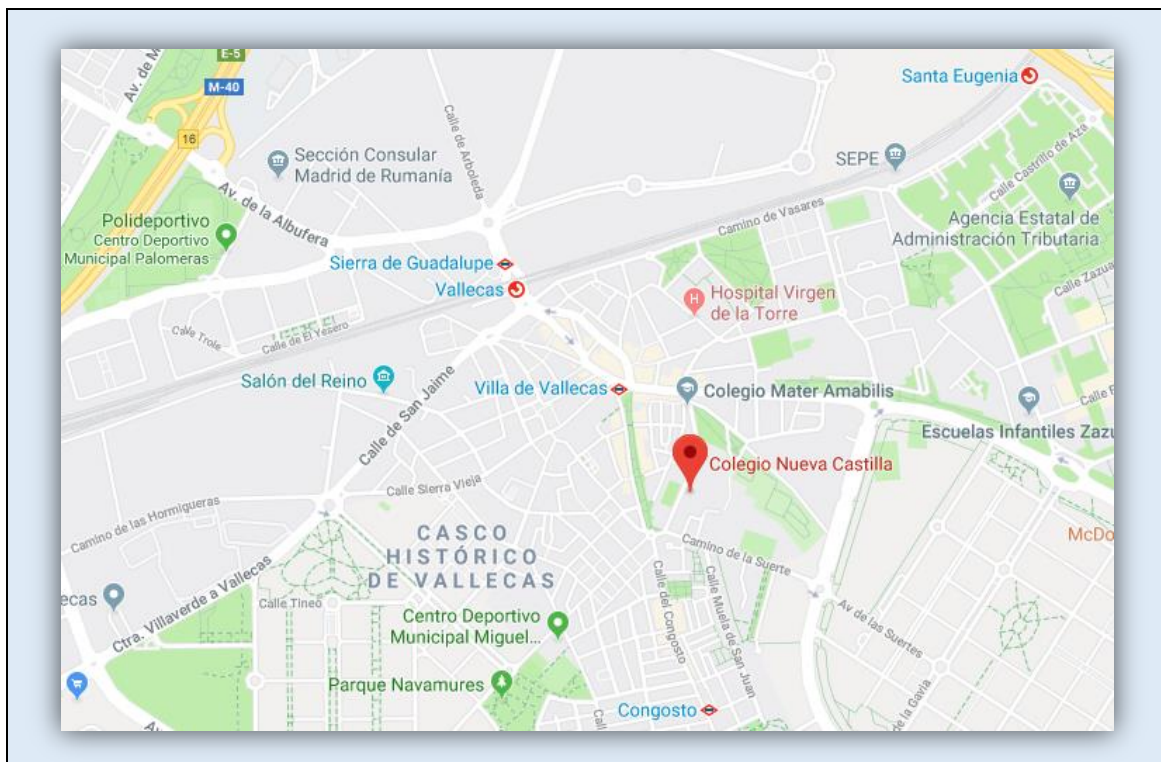 E-5
M-40
Av. de M
16
Santa Eugenia
Calle de Arboleda
Sección Consular
Madrid de Rumanía
SEPE
Calle Castrillo de Aza
Av. de la Albufera
Camino de Vasares
Polideportivo
Centro Deportivo
Municipal Palomeras
Agencia Estatal de
Administración Tributaria
Sierra de Guadalupe
Vallecas
Calle Zazua
Hospital Virgen
de la Torre
Calle Trole
Calle de El Yesero
Salón del Reino
Villa de Vallecas
Colegio Mater Amabilis
Calle de San Jaime
Escuelas Infantiles Zazu
Colegio Nueva Castilla
Calle Sierra Vieja
Camino de las Hormigueras
CASCO
HISTÓRICO
DE VALLECAS
McDo
Camino de la Suerte
ecas
Ctra. Villaverde a Vallecas
Calle Tineo
Centro Deportivo
Municipal Miguel...
Calle del Congosto
Calle Muela de San Juan
Av de las Suertes
Parque Navamures
Congosto
de la Gavia
Av
Call